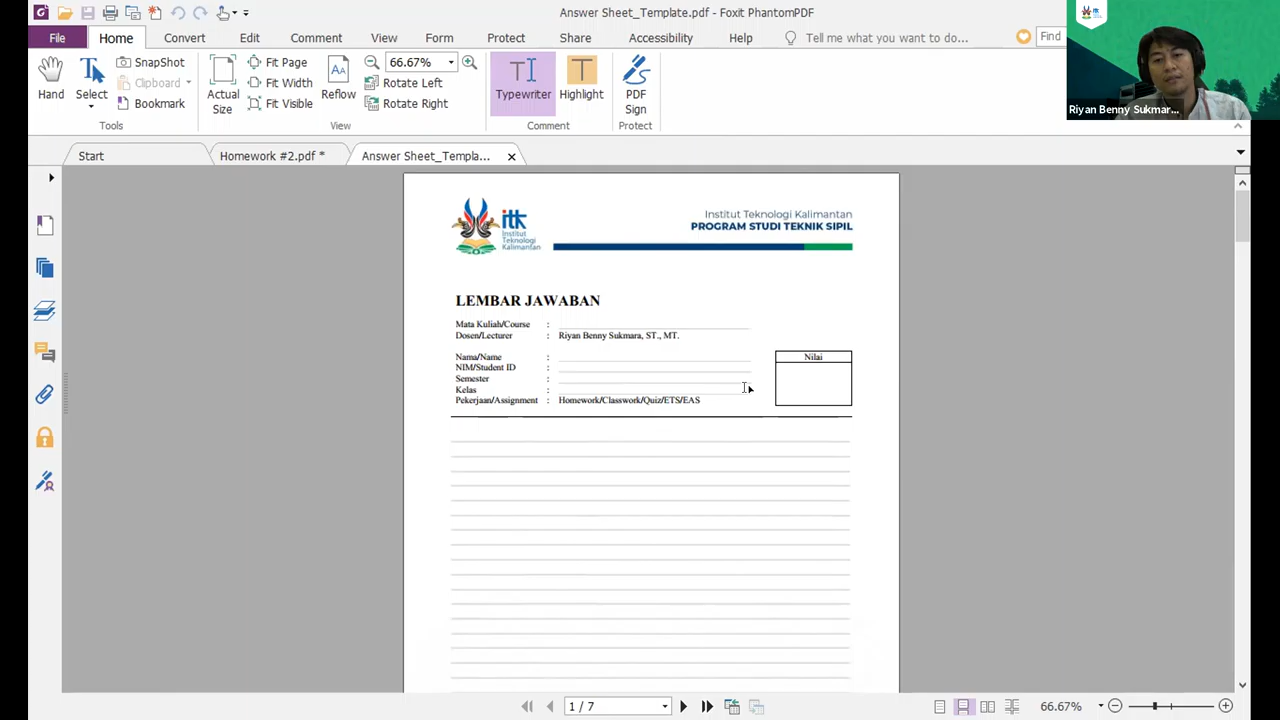 Answer Sheet_Template.pdf - Foxit PhantomPDF
File Home Convert Edit Comment View Form Protect Share Accessibility Help Tell me what you want to do... Find
Hand
Select
SnapShot
Clipboard
Bookmark
Tools
Actual Size
Fit Page
Fit Width
Fit Visible
Reflow
66.67%
Rotate Left
Rotate Right
View
Typewriter
Highlight
Comment
PDF Sign
Protect
Riyan Benny Sukmar...
Start Homework #2.pdf * Answer Sheet_Templa...
itk
Institut
Teknologi
Kalimantan
Institut Teknologi Kalimantan
PROGRAM STUDI TEKNIK SIPIL
LEMBAR JAWABAN
Mata Kuliah/Course :
Dosen/Lecturer : Riyan Benny Sukmara, ST., MT.
Nama/Name :
NIM/Student ID :
Semester :
Kelas :
Pekerjaan/Assignment : Homework/Classwork/Quiz/ETS/EAS
Nilai
1 / 7
66.67%